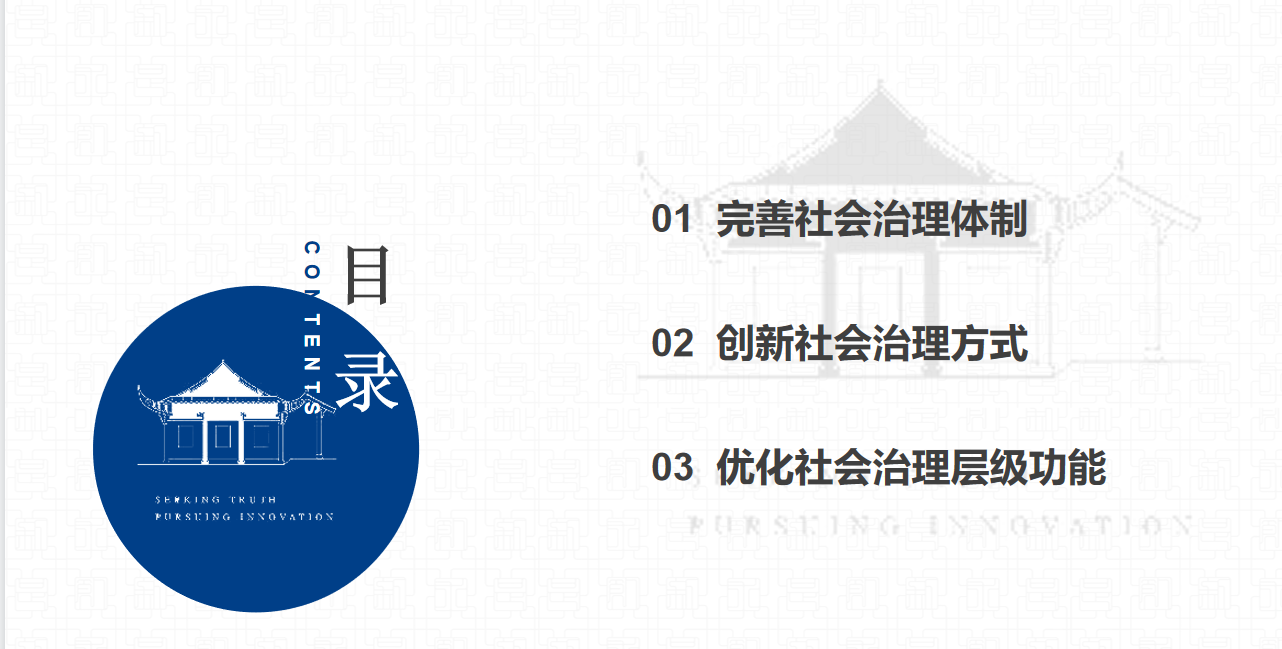 目录
CONTENTS
SEEKING TRUTH
PURSUING INNOVATION
01 完善社会治理体制
02 创新社会治理方式
03 优化社会治理层级功能
PURSUING INNOVATION